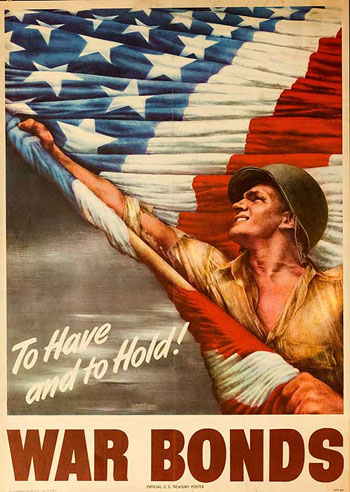 To Have
and to Hold!
WAR BONDS
OFFICIAL U.S. TREASURY POSTER